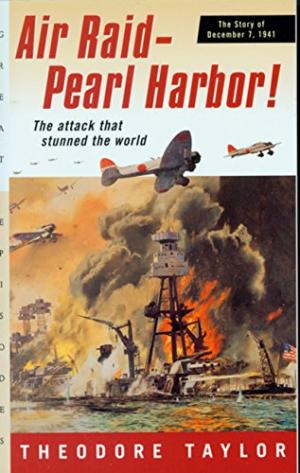 Air Raid–
Pearl Harbor!
The Story of
December 7, 1941
The attack that
stunned the world
GREAT EPISODES
THEODORE TAYLOR